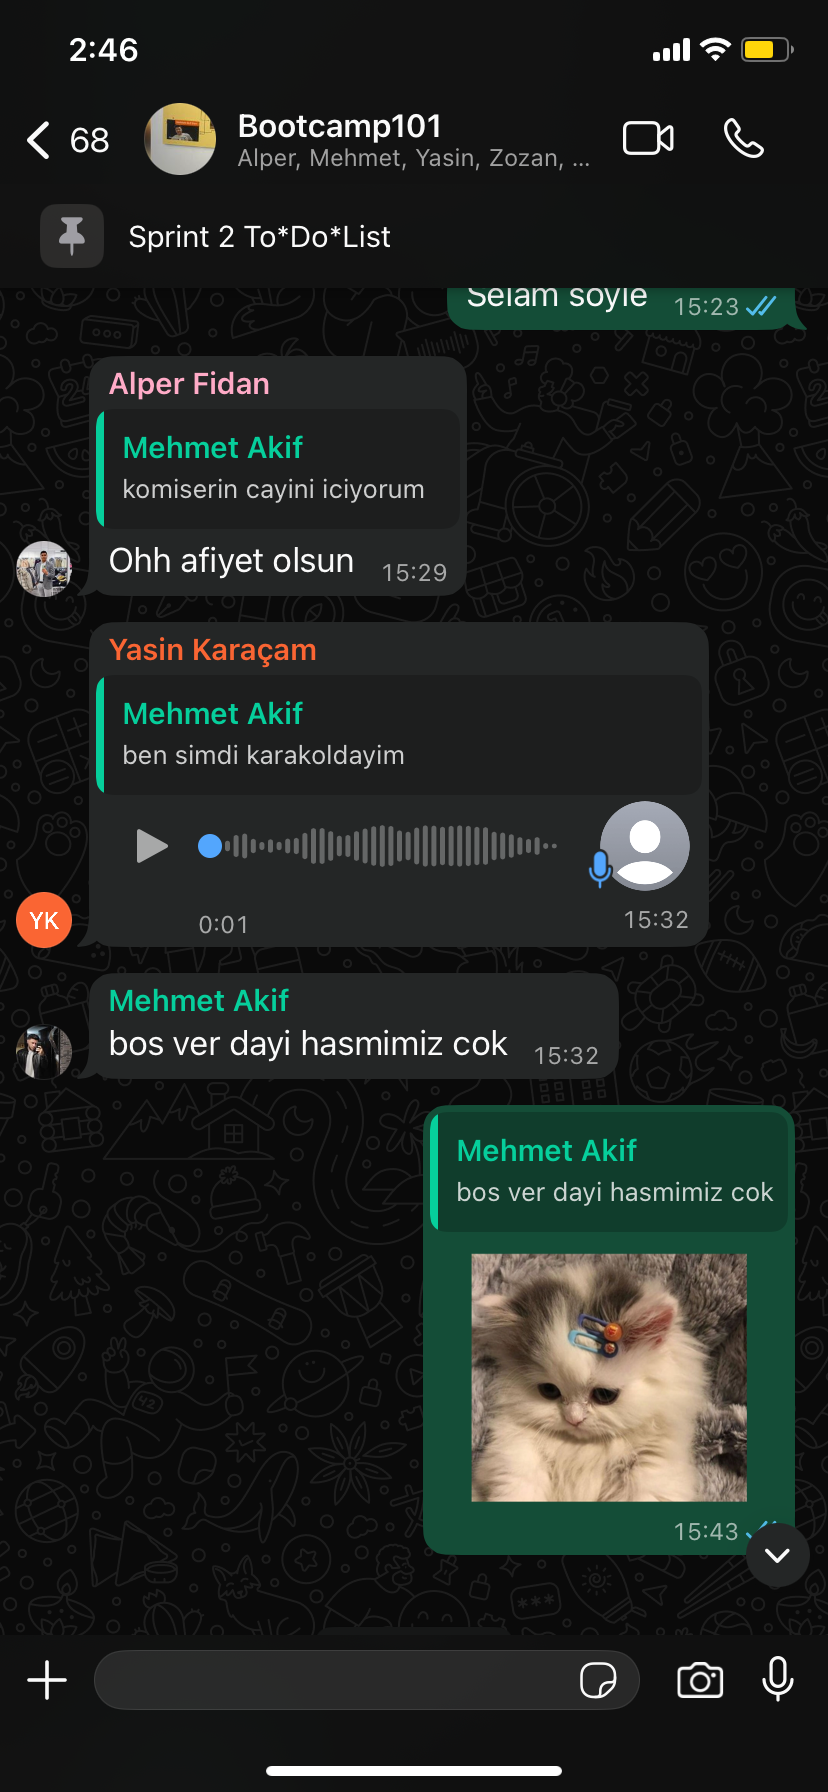 2:46
68
Bootcamp101
Alper, Mehmet, Yasin, Zozan, ...
Sprint 2 To*Do*List
Selam soyle 15:23
Alper Fidan
Mehmet Akif
komiserin cayini iciyorum
Ohh afiyet olsun 15:29
Yasin Karaçam
Mehmet Akif
ben simdi karakoldayim
0:01 15:32
YK
Mehmet Akif
bos ver dayi hasmimiz cok 15:32
Mehmet Akif
bos ver dayi hasmimiz cok
15:43